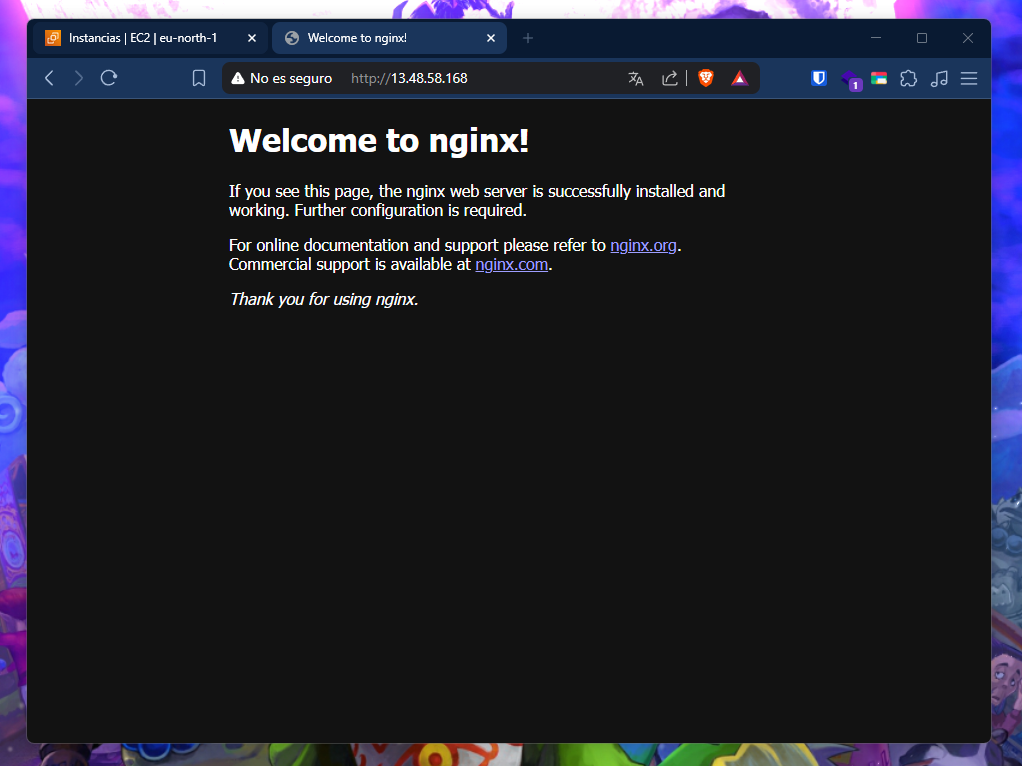 Instancias | EC2 | eu-north-1
Welcome to nginx!
No es seguro http://13.48.58.168
1
Welcome to nginx!
If you see this page, the nginx web server is successfully installed and
working. Further configuration is required.
For online documentation and support please refer to nginx.org.
Commercial support is available at nginx.com.
Thank you for using nginx.